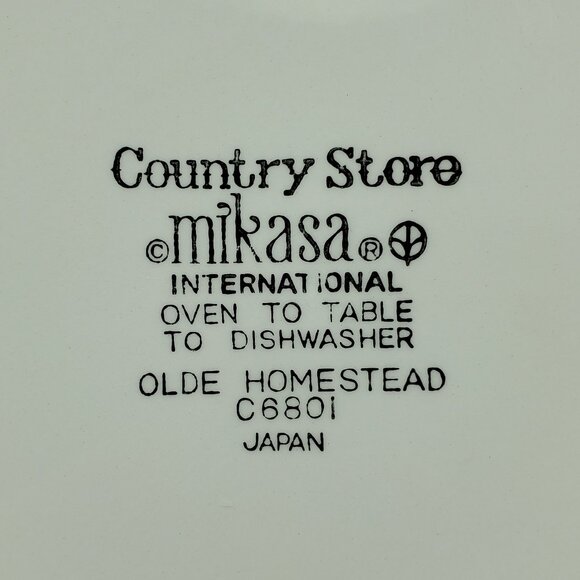 Country Store
©mikasa®
INTERNATIONAL
OVEN TO TABLE
TO DISHWASHER
OLDE HOMESTEAD
C6801
JAPAN